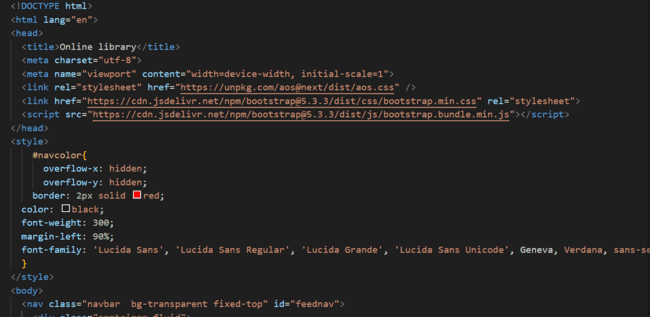 <!DOCTYPE html>
<html lang="en">
<head>
<title>Online library</title>
<meta charset="utf-8">
<meta name="viewport" content="width=device-width, initial-scale=1">
<link rel="stylesheet" href="https://unpkg.com/aos@next/dist/aos.css" />
<link href="https://cdn.jsdelivr.net/npm/bootstrap@5.3.3/dist/css/bootstrap.min.css" rel="stylesheet">
<script src="https://cdn.jsdelivr.net/npm/bootstrap@5.3.3/dist/js/bootstrap.bundle.min.js"></script>
</head>
<style>
#navcolor{
overflow-x: hidden;
overflow-y: hidden;
border: 2px solid red;
color: black;
font-weight: 300;
margin-left: 90%;
font-family: 'Lucida Sans', 'Lucida Sans Regular', 'Lucida Grande', 'Lucida Sans Unicode', Geneva, Verdana, sans-se
}
</style>
<body>
<nav class="navbar  bg-transparent fixed-top" id="feednav">